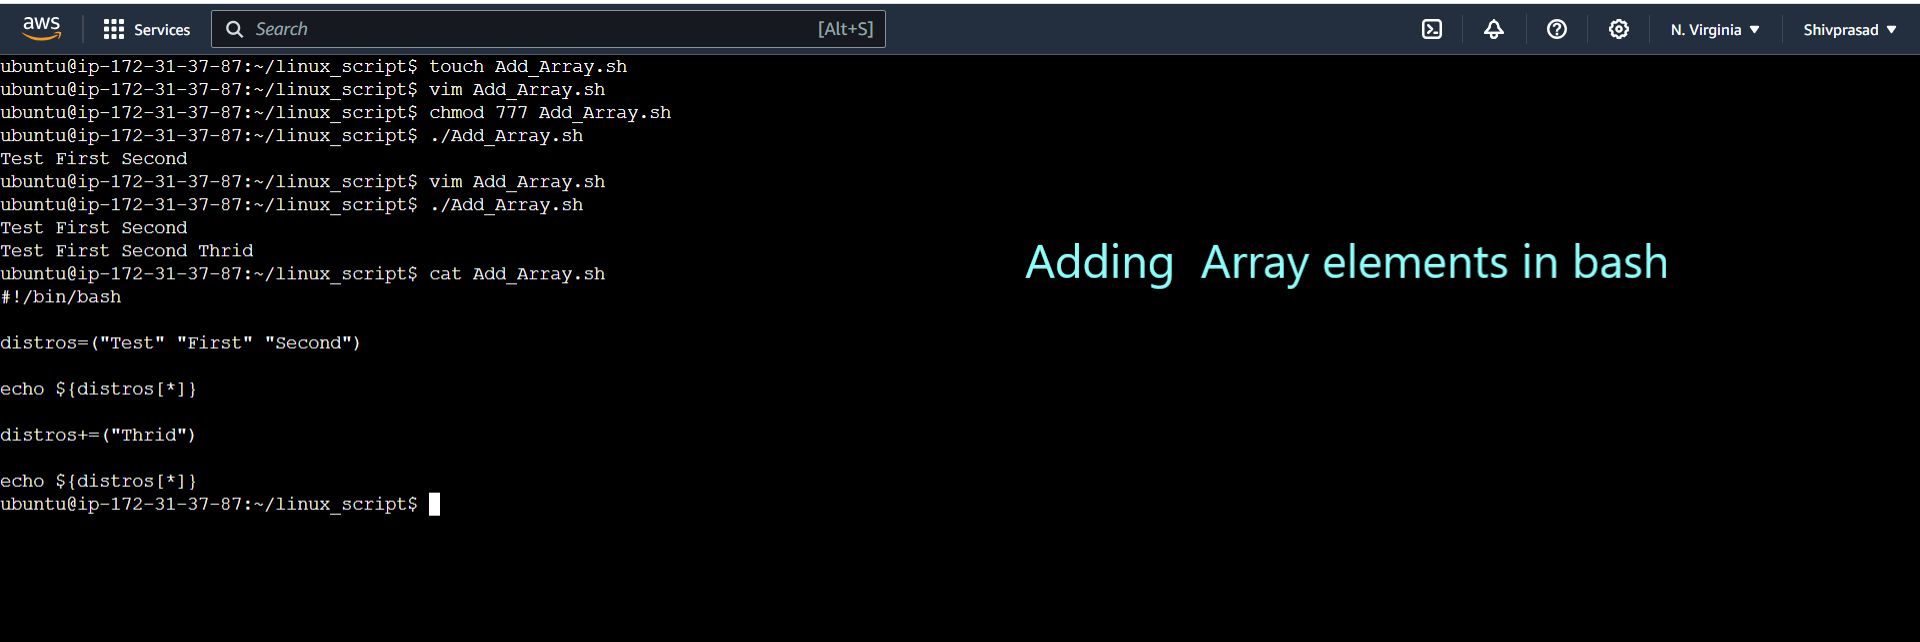 aws Services Search [Alt+S] N. Virginia Shivprasad
ubuntu@ip-172-31-37-87:~/linux_script$ touch Add_Array.sh
ubuntu@ip-172-31-37-87:~/linux_script$ vim Add_Array.sh
ubuntu@ip-172-31-37-87:~/linux_script$ chmod 777 Add_Array.sh
ubuntu@ip-172-31-37-87:~/linux_script$ ./Add_Array.sh
Test First Second
ubuntu@ip-172-31-37-87:~/linux_script$ vim Add_Array.sh
ubuntu@ip-172-31-37-87:~/linux_script$ ./Add_Array.sh
Test First Second
Test First Second Thrid
ubuntu@ip-172-31-37-87:~/linux_script$ cat Add_Array.sh
#!/bin/bash
distros=("Test" "First" "Second")
echo ${distros[*]}
distros+=("Thrid")
echo ${distros[*]}
ubuntu@ip-172-31-37-87:~/linux_script$
Adding Array elements in bash